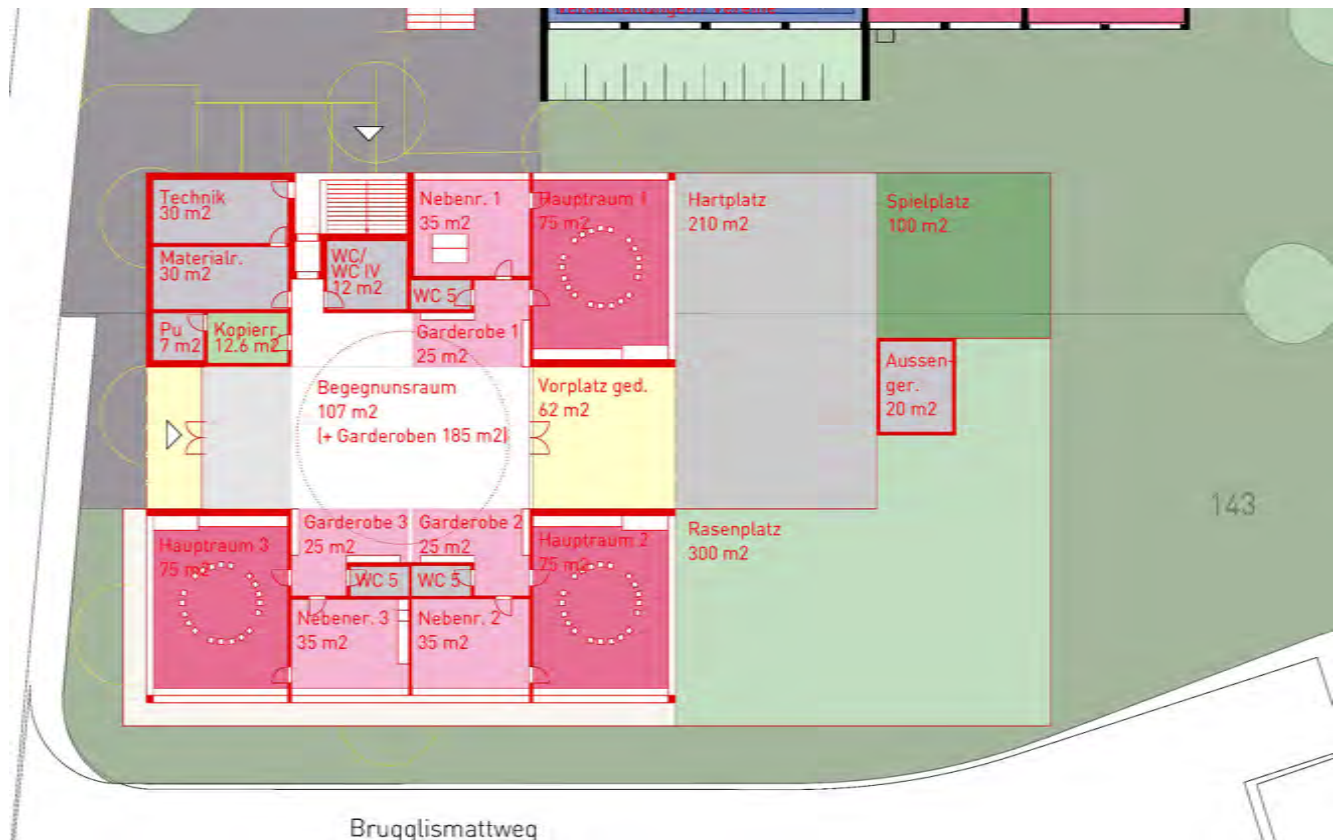 Veranstaltungen/ Vereine
Technik
30 m2
Nebenr. 1
35 m2
Hauptraum 1
75 m2
Hartplatz
210 m2
Spielplatz
100 m2
Materialr.
30 m2
WC/
WC IV
12 m2
WC 5
Pu
7 m2
Kopierr.
12.6 m2
Garderobe 1
25 m2
Aussen-
ger.
20 m2
Begegnunsraum
107 m2
(+ Garderoben 185 m2)
Vorplatz ged.
62 m2
143
Garderobe 3
25 m2
Garderobe 2
25 m2
Hauptraum 3
75 m2
Hauptraum 2
75 m2
Rasenplatz
300 m2
WC 5
WC 5
Nebener. 3
35 m2
Nebenr. 2
35 m2
Brugglismattweg